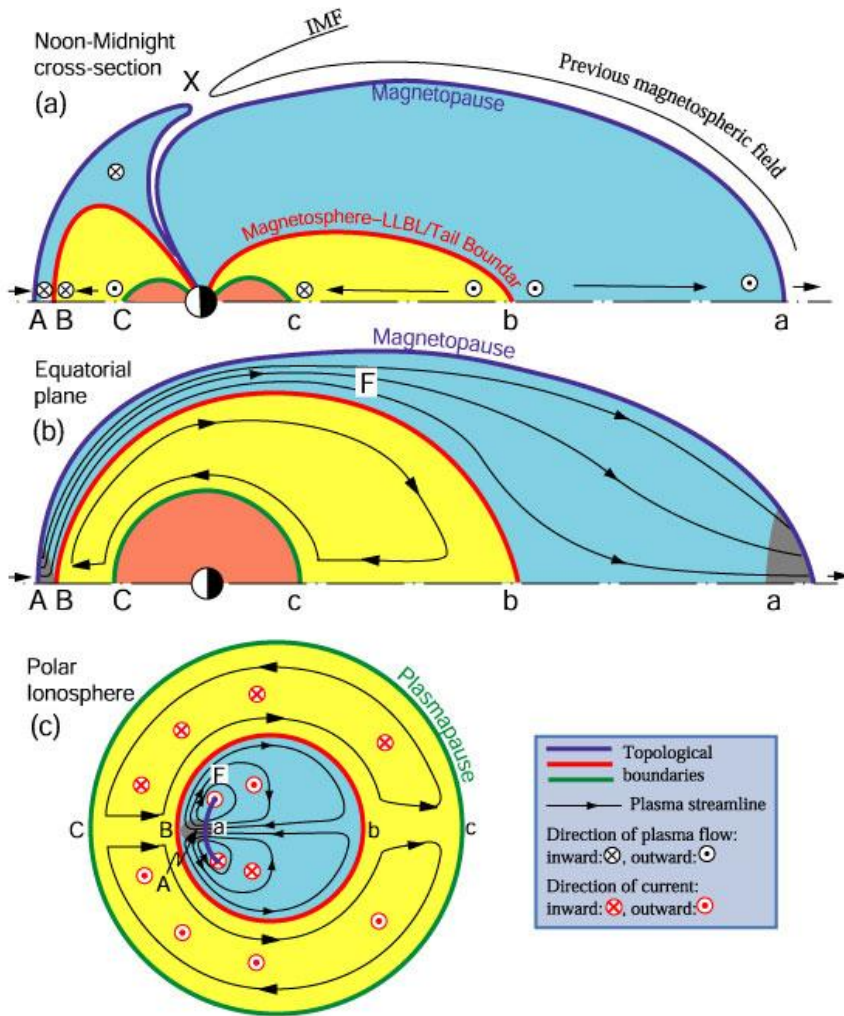 Noon-Midnight
cross-section
(a)
X
IMF
Previous magnetospheric field
Magnetopause
Magnetosphere–LLBL/Tail Boundar
A B C c b a
Magnetopause
Equatorial
plane
(b)
F
A B C c b a
Polar
Ionosphere
(c)
Plasmapause
F
C B a b c
A
Topological
boundaries
Plasma streamline
Direction of plasma flow:
inward:⊗, outward:⊙
Direction of current:
inward:⊗, outward:⊙